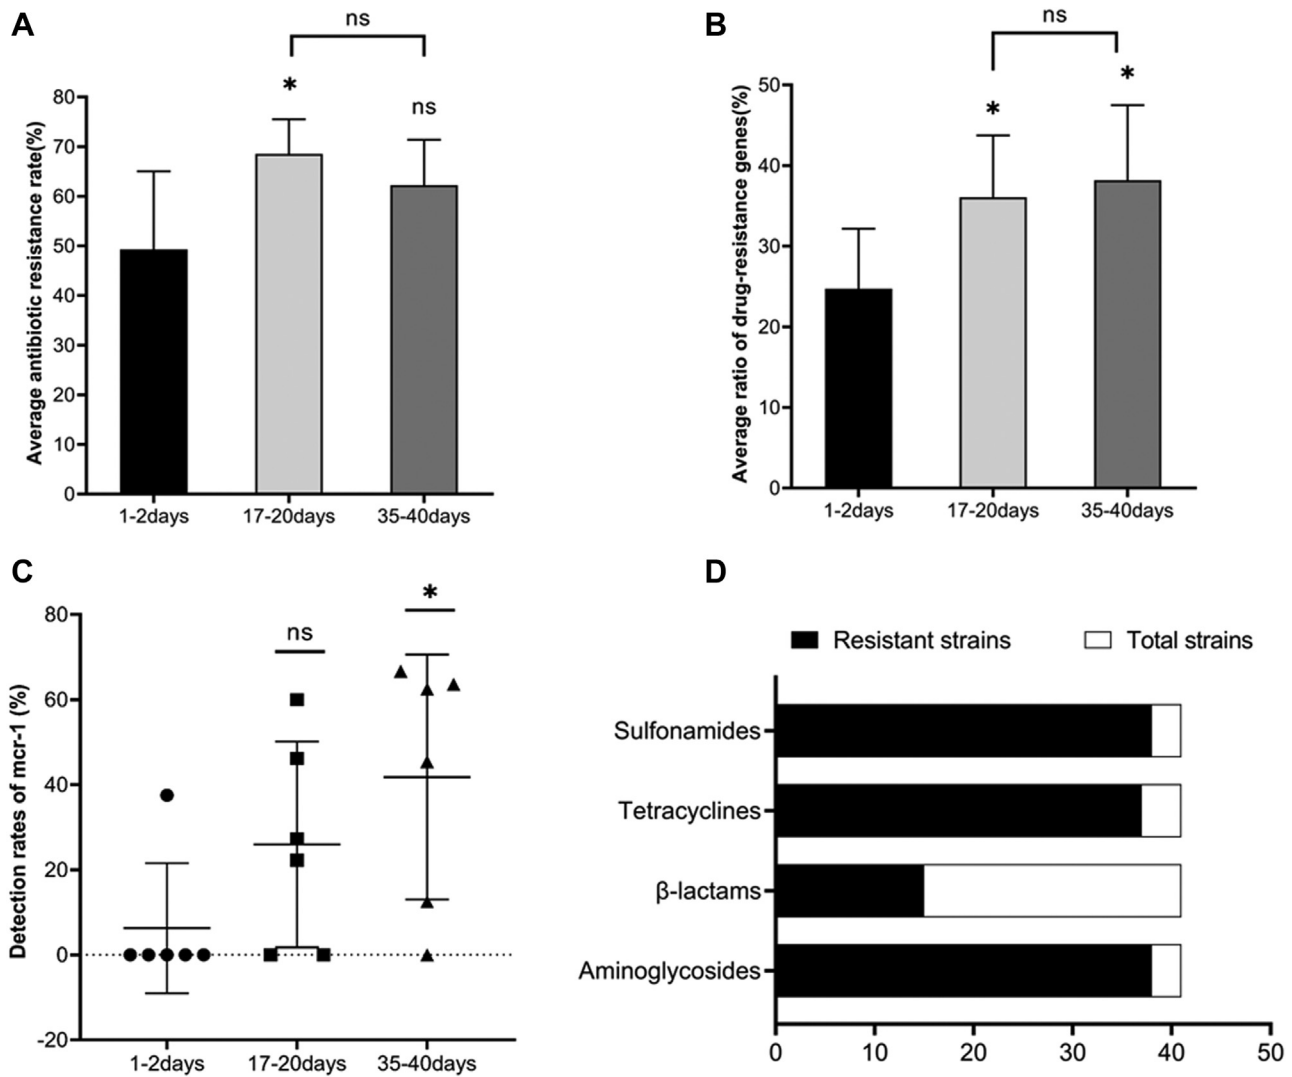 A
ns
*
ns
Average antibiotic resistance rate(%)
80
70
60
50
40
30
20
10
0
1-2days
17-20days
35-40days
B
ns
*
*
Average ratio of drug-resistance genes(%)
50
40
30
20
10
0
1-2days
17-20days
35-40days
C
*
ns
Detection rates of mcr-1 (%)
80
60
40
20
0
-20
1-2days
17-20days
35-40days
D
Resistant strains
Total strains
Sulfonamides
Tetracyclines
β-lactams
Aminoglycosides
0
10
20
30
40
50